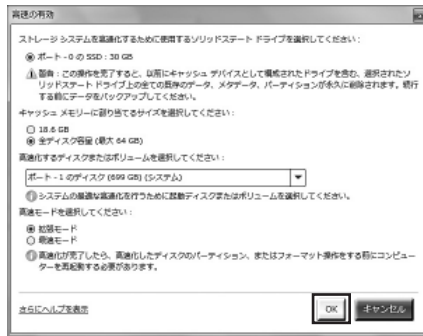 高速の有効
ストレージ システムを高速化するために使用するソリッドステート ドライブを選択してください：
ポート - 0 の SSD : 30 GB
警告：この操作を完了すると、以前にキャッシュ デバイスとして構成されたドライブを含む、選択されたソ
リッドステート ドライブ上の全ての既存のデータ、メタデータ、パーティションが永久に削除されます。続行
する前にデータをバックアップしてください。
キャッシュ メモリーに割り当てるサイズを選択してください：
18.6 GB
全ディスク容量 (最大 64 GB)
高速化するディスクまたはボリュームを選択してください：
ポート - 1 のディスク (699 GB) (システム)
システムの最適な高速化を行うために起動ディスクまたはボリュームを選択してください。
高速モードを選択してください：
拡張モード
最速モード
高速化が完了したら、高速化したディスクのパーティション、またはフォーマット操作をする前にコンピュー
ターを再起動する必要があります。
さらにヘルプを表示
OK
キャンセル